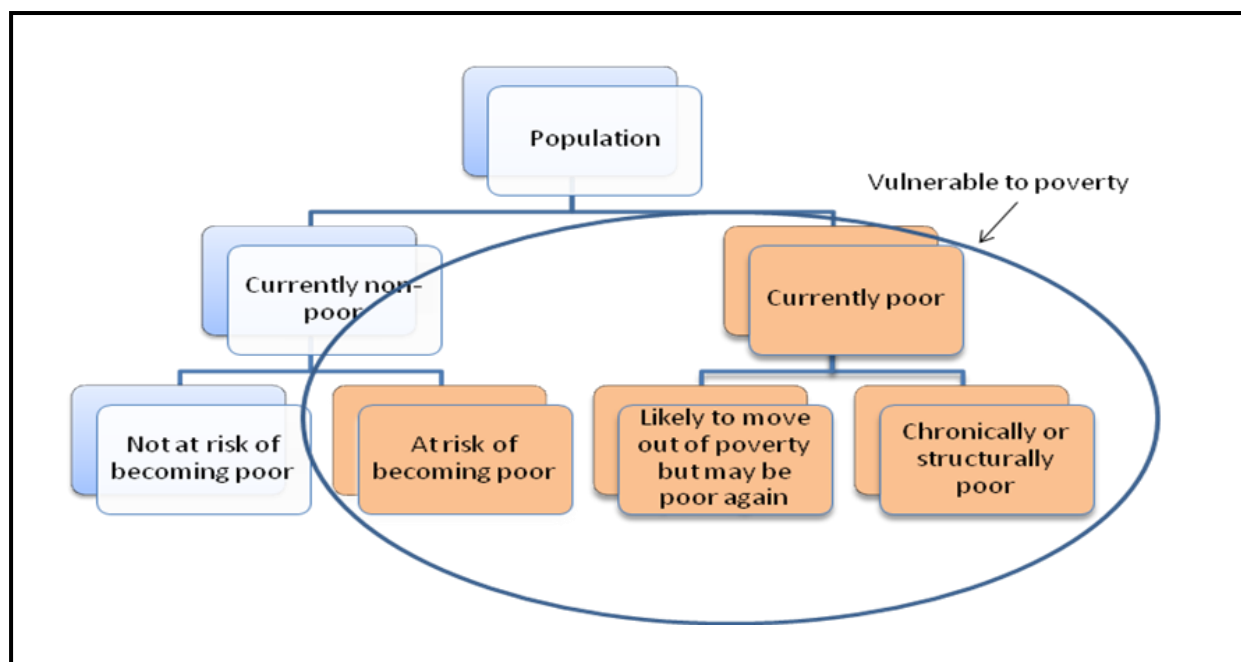 Population
Vulnerable to poverty
Currently non-
poor
Currently poor
Not at risk of
becoming poor
At risk of
becoming poor
Likely to move
out of poverty
but may be
poor again
Chronically or
structurally
poor